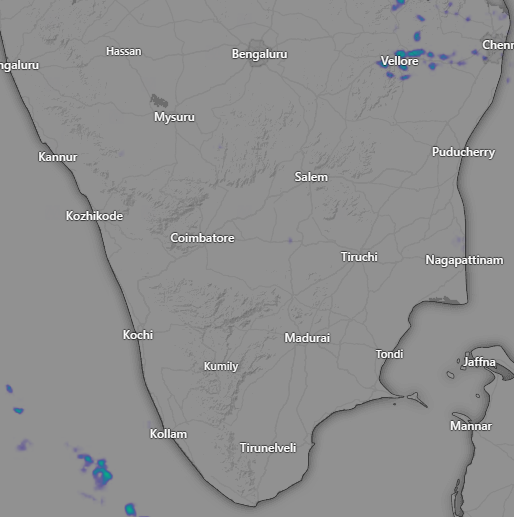 Hassan
Bengaluru
Chenn
ngaluru
Vellore
Mysuru
Kannur
Puducherry
Salem
Kozhikode
Coimbatore
Tiruchi
Nagapattinam
Kochi
Madurai
Tondi
Kumily
Jaffna
Mannar
Kollam
Tirunelveli